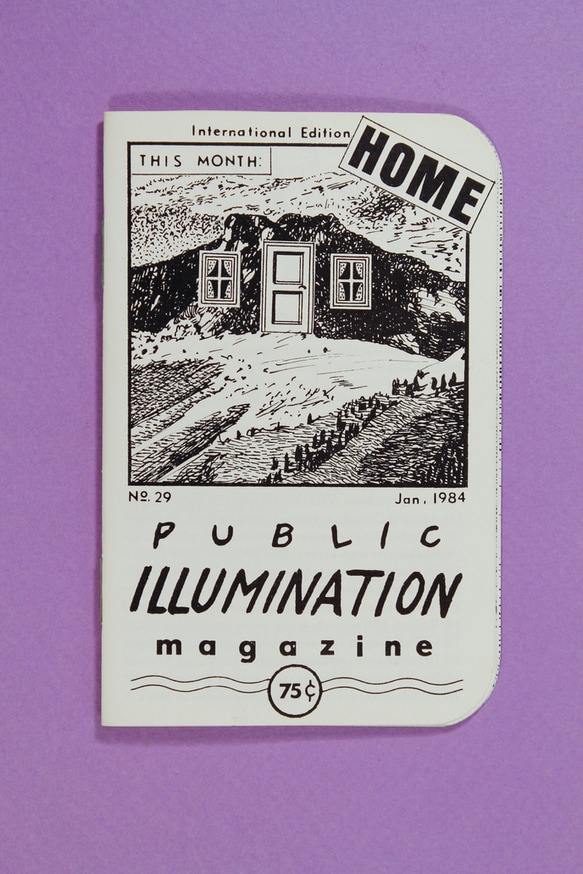 International Edition
THIS MONTH:
HOME
Nº. 29
Jan, 1984
PUBLIC
ILLUMINATION
magazine
75¢